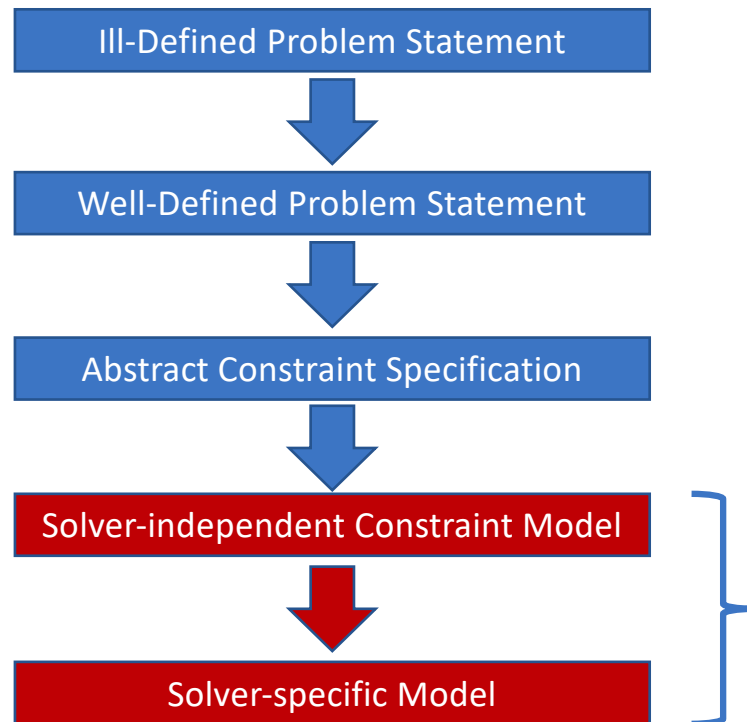 Ill-Defined Problem Statement
Well-Defined Problem Statement
Abstract Constraint Specification
Solver-independent Constraint Model
Solver-specific Model